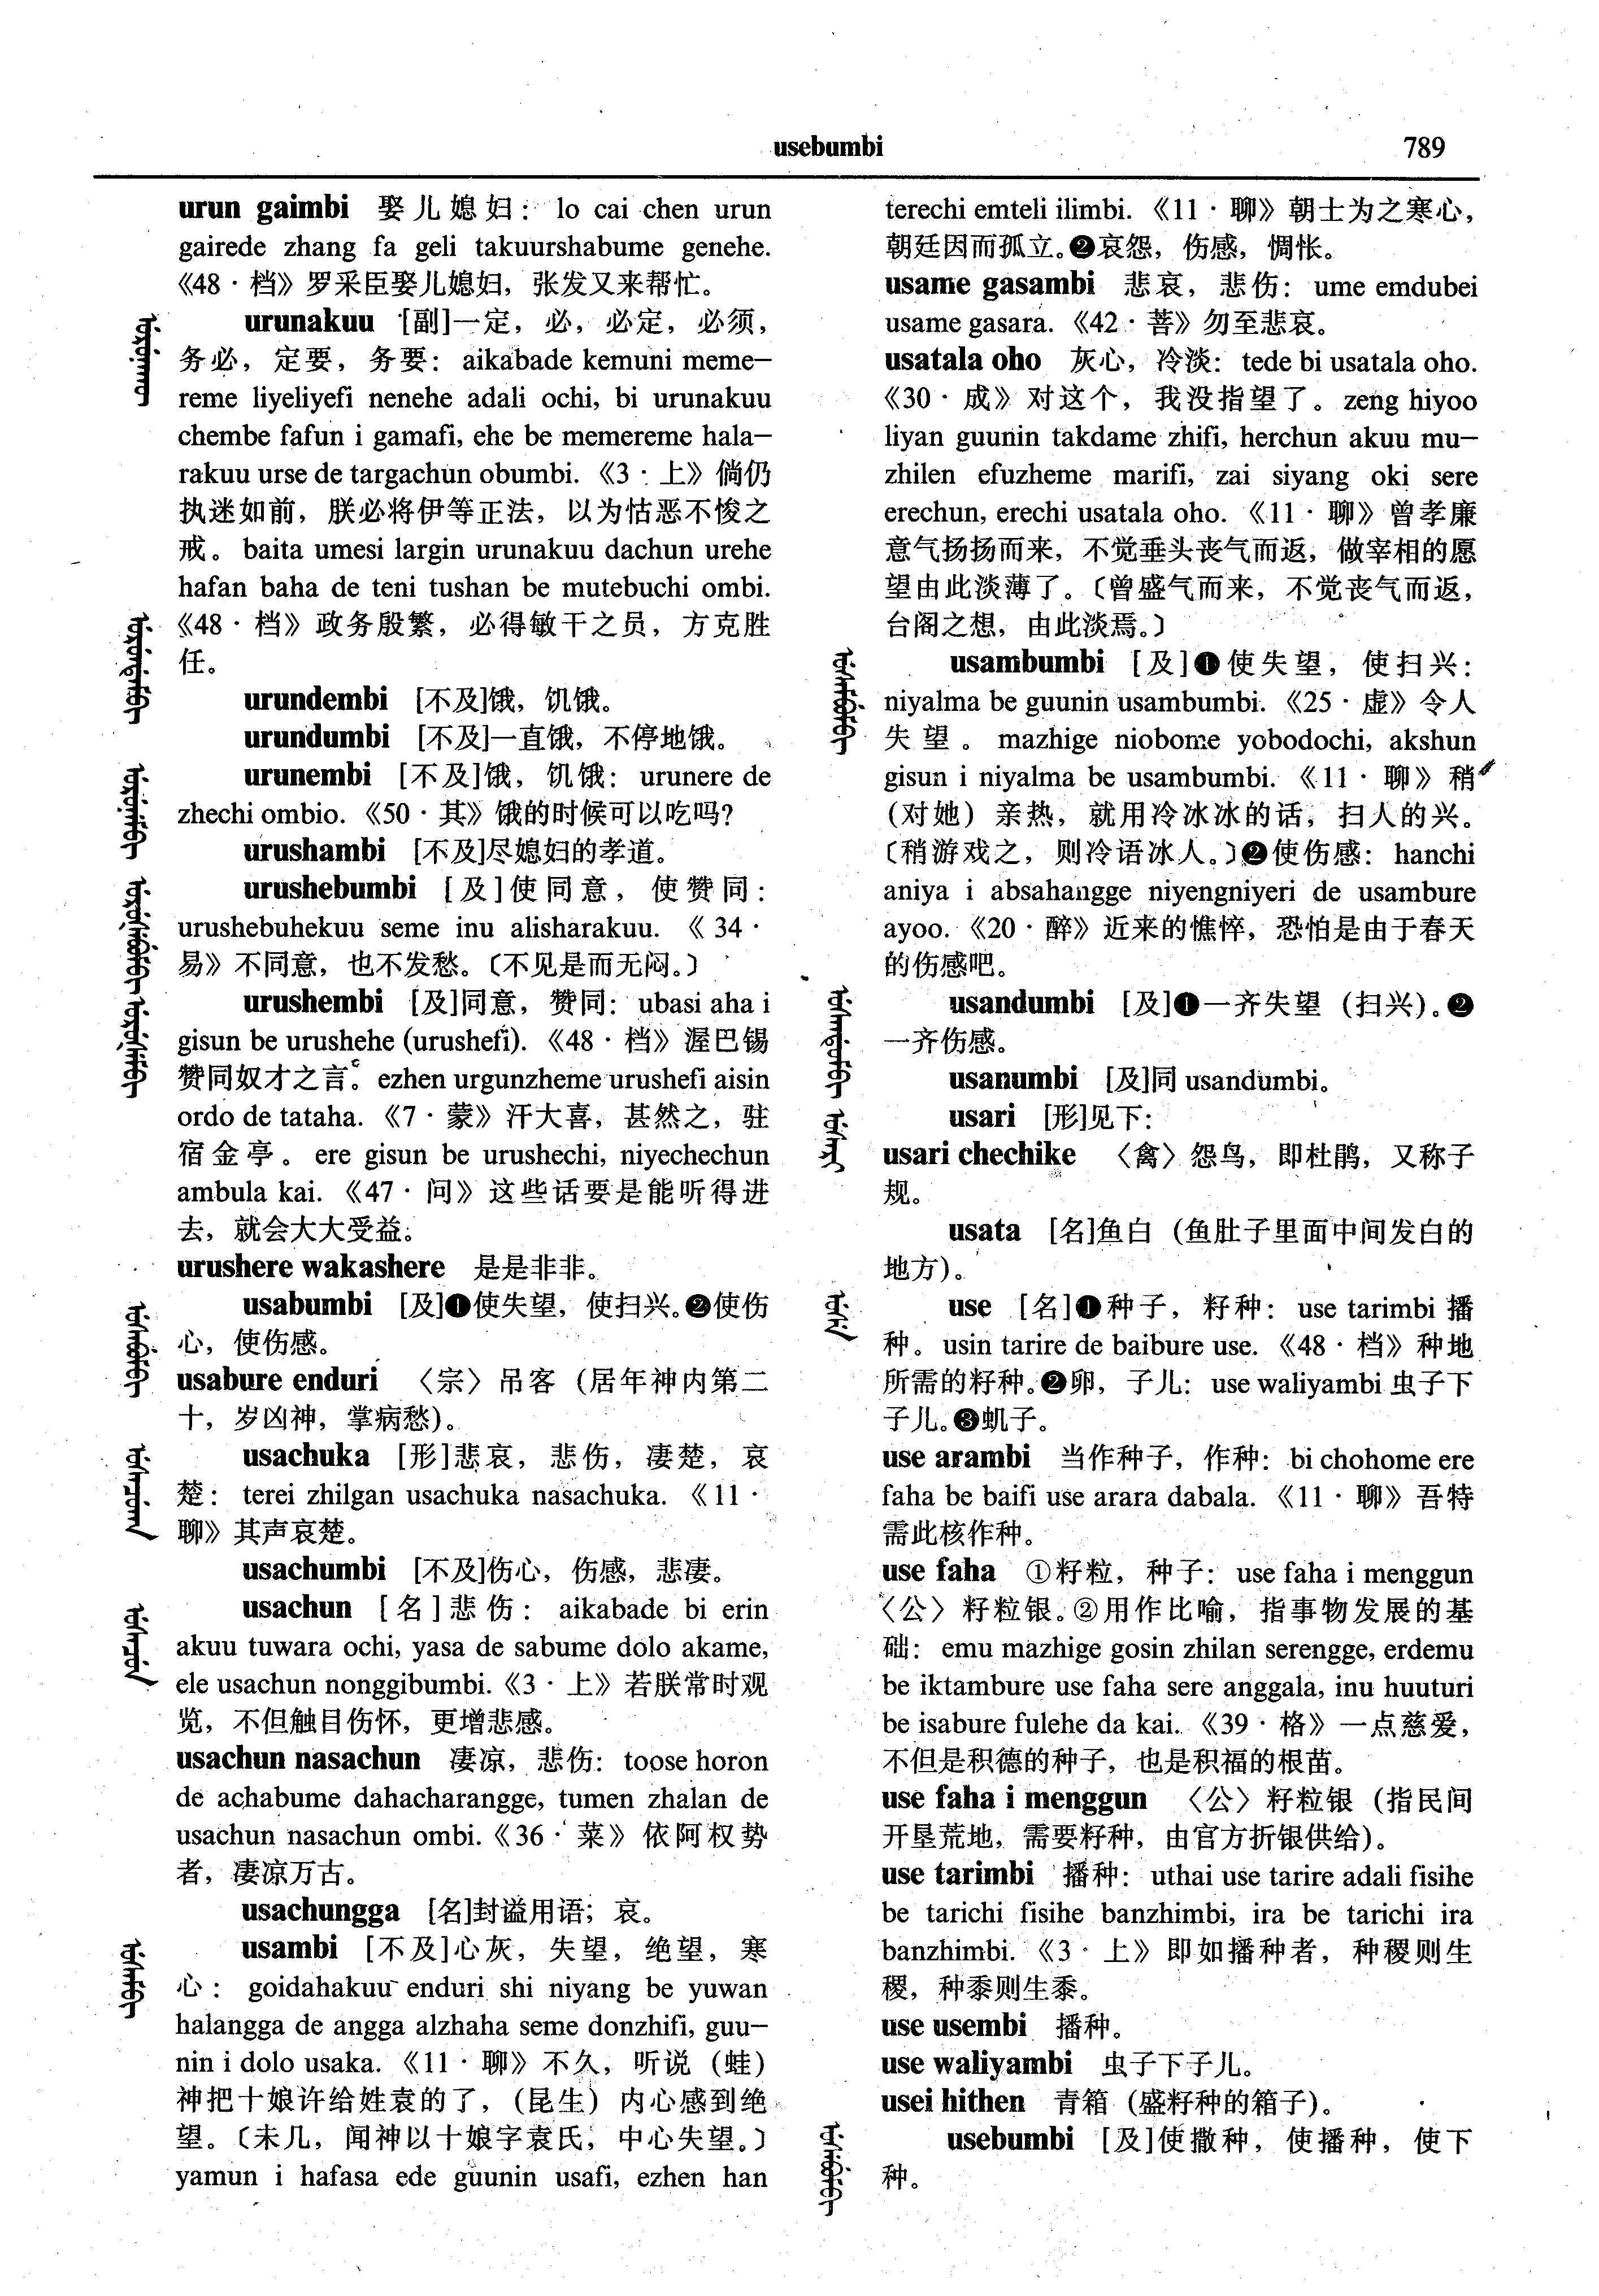 usebumbi
789
urun gaimbi 娶儿媳妇： lo cai chen urun
gairede zhang fa geli takuurshabume genehe.
《48·档》罗采臣娶儿媳妇，张发又来帮忙。
urunakuu [副]一定，必，必定，必须，
务必，定要，务要： aikabade kemuni meme—
reme liyeliyefi nenehe adali ochi, bi urunakuu
chembe fafun i gamafi, ehe be memereme hala—
rakuu urse de targachun obumbi. 《3·上》倘仍
执迷如前，朕必将伊等正法，以为怙恶不悛之
戒。 baita umesi largin urunakuu dachun urehe
hafan baha de teni tushan be mutebuchi ombi.
《48·档》政务殷繁，必得敏干之员，方克胜
任。
urundembi [不及]饿，饥饿。
urundumbi [不及]一直饿，不停地饿。
urunembi [不及]饿，饥饿： urunere de
zhechi ombio. 《50·其》饿的时候可以吃吗？
urushambi [不及]尽媳妇的孝道。
urushebumbi [及]使同意，使赞同：
urushebuhekuu seme inu alisharakuu. 《34·
易》不同意，也不发愁。〔不见是而无闷。〕
urushembi [及]同意，赞同： ubasi aha i
gisun be urushehe (urushefi). 《48·档》渥巴锡
赞同奴才之言。 ezhen urgunzheme urushefi aisin
ordo de tataha. 《7·蒙》汗大喜，甚然之，驻
宿金亭。 ere gisun be urushechi, niyechechun
ambula kai. 《47·问》这些话要是能听得进
去，就会大大受益。
urushere wakashere 是是非非。
usabumbi [及]❶使失望，使扫兴。❷使伤
心，使伤感。
usabure enduri 〈宗〉吊客（居年神内第二
十，岁凶神，掌病愁）。
usachuka [形]悲哀，悲伤，凄楚，哀
楚： terei zhilgan usachuka nasachuka. 《11·
聊》其声哀楚。
usachumbi [不及]伤心，伤感，悲凄。
usachun [名]悲伤： aikabade bi erin
akuu tuwara ochi, yasa de sabume dolo akame,
ele usachun nonggibumbi.《3·上》若朕常时观
览，不但触目伤怀，更增悲感。
usachun nasachun 凄凉，悲伤： toose horon
de achabume dahacharangge, tumen zhalan de
usachun nasachun ombi.《36·菜》依阿权势
者，凄凉万古。
usachungga [名]封谥用语；哀。
usambi [不及]心灰，失望，绝望，寒
心： goidahakuu enduri shi niyang be yuwan
halangga de angga alzhaha seme donzhifi, guu—
nin i dolo usaka. 《11·聊》不久，听说（蛙）
神把十娘许给姓袁的了，（昆生）内心感到绝
望。〔未几，闻神以十娘字袁氏，中心失望。〕
yamun i hafasa ede guunin usafi, ezhen han
terechi emteli ilimbi. 《11·聊》朝士为之寒心，
朝廷因而孤立。❷哀怨，伤感，惆怅。
usame gasambi 悲哀，悲伤： ume emdubei
usame gasara. 《42·菩》勿至悲哀。
usatala oho 灰心，冷淡： tede bi usatala oho.
《30·成》对这个，我没指望了。 zeng hiyoo
liyan guunin takdame zhifi, herchun akuu mu—
zhilen efuzheme marifi, zai siyang oki sere
erechun, erechi usatala oho. 《11·聊》曾孝廉
意气扬扬而来，不觉垂头丧气而返，做宰相的愿
望由此淡薄了。〔曾盛气而来，不觉丧气而返，
台阁之想，由此淡焉。〕
usambumbi [及]❶使失望，使扫兴：
niyalma be guunin usambumbi. 《25·虚》令人
失望。 mazhige niobome yobodochi, akshun
gisun i niyalma be usambumbi. 《11·聊》稍
（对她）亲热，就用冷冰冰的话，扫人的兴。
〔稍游戏之，则冷语冰人。〕❷使伤感： hanchi
aniya i absahangge niyengniyeri de usambure
ayoo. 《20·醉》近来的憔悴，恐怕是由于春天
的伤感吧。
usandumbi [及]❶一齐失望（扫兴）。❷
一齐伤感。
usanumbi [及]同 usandumbi。
usari [形]见下：
usari chechike 〈禽〉怨鸟，即杜鹃，又称子
规。
usata [名]鱼白（鱼肚子里面中间发白的
地方）。
use [名]❶种子，籽种： use tarimbi 播
种。 usin tarire de baibure use. 《48·档》种地
所需的籽种。❷卵，子儿： use waliyambi 虫子下
子儿。❸虮子。
use arambi 当作种子，作种： bi chohome ere
faha be baifi use arara dabala. 《11·聊》吾特
需此核作种。
use faha ①籽粒，种子： use faha i menggun
〈公〉籽粒银。②用作比喻，指事物发展的基
础： emu mazhige gosin zhilan serengge, erdemu
be iktambure use faha sere anggala, inu huuturi
be isabure fulehe da kai. 《39·格》一点慈爱，
不但是积德的种子，也是积福的根苗。
use faha i menggun 〈公〉籽粒银（指民间
开垦荒地，需要籽种，由官方折银供给）。
use tarimbi 播种： uthai use tarire adali fisihe
be tarichi fisihe banzhimbi, ira be tarichi ira
banzhimbi. 《3·上》即如播种者，种稷则生
稷，种黍则生黍。
use usembi 播种。
use waliyambi 虫子下子儿。
usei hithen 青箱（盛籽种的箱子）。
usebumbi [及]使撒种，使播种，使下
种。